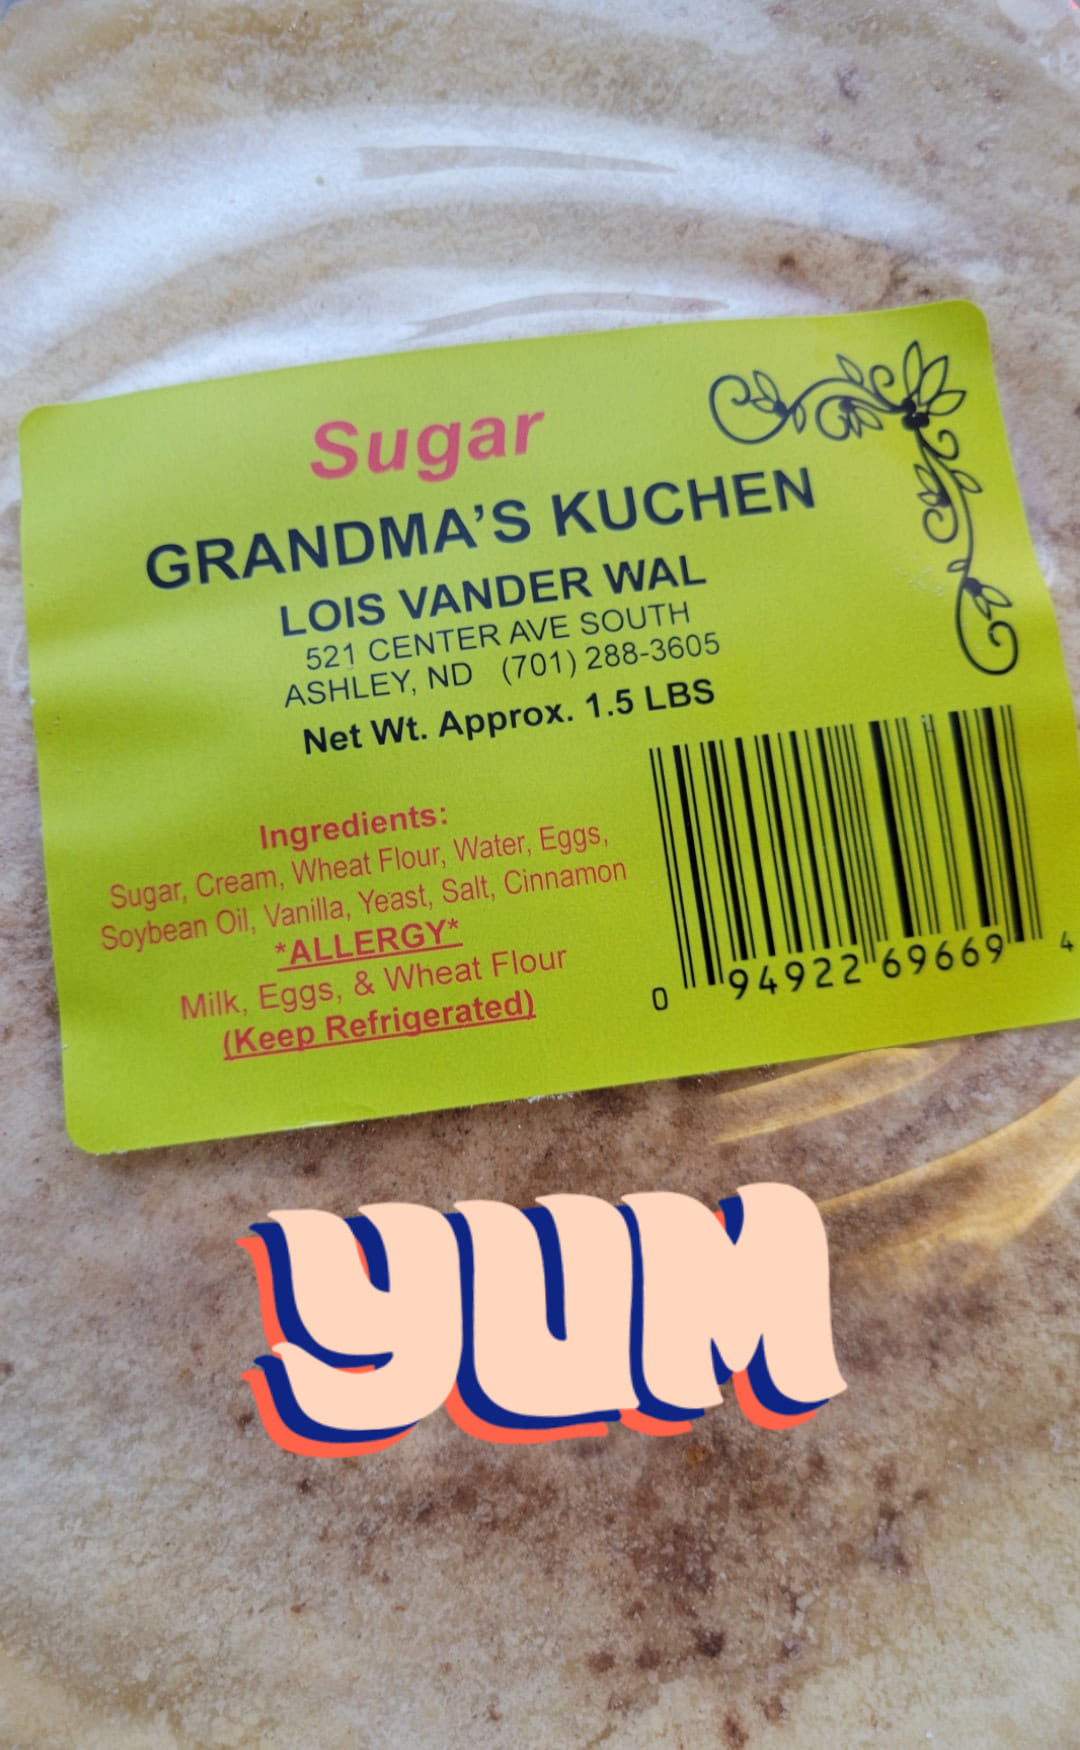 Sugar
GRANDMA'S KUCHEN
LOIS VANDER WAL
521 CENTER AVE SOUTH
ASHLEY, ND (701) 288-3605
Net Wt. Approx. 1.5 LBS
Ingredients:
Sugar, Cream, Wheat Flour, Water, Eggs,
Soybean Oil, Vanilla, Yeast, Salt, Cinnamon
*ALLERGY*
Milk, Eggs, & Wheat Flour
(Keep Refrigerated)
0 94922 69669 4
YUM